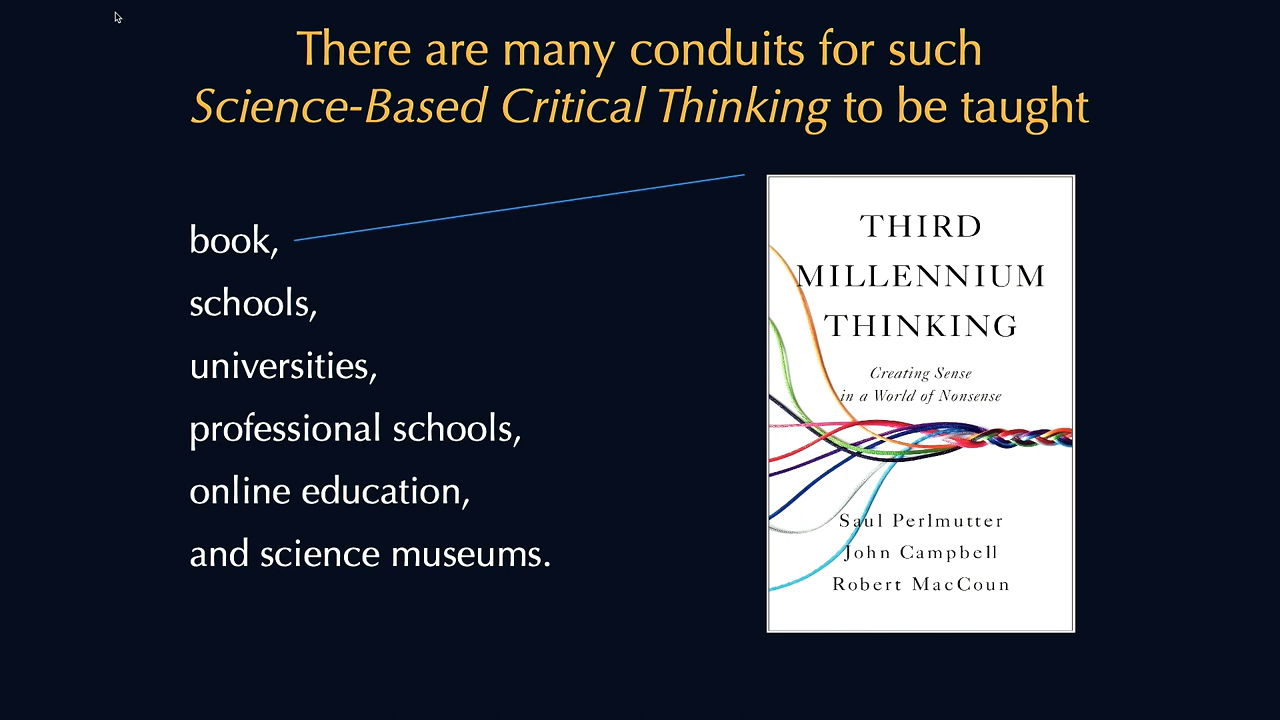 There are many conduits for such
Science-Based Critical Thinking to be taught
book,
schools,
universities,
professional schools,
online education,
and science museums.
THIRD
MILLENNIUM
THINKING
Creating Sense
in a World of Nonsense
Saul Perlmutter
John Campbell
Robert MacCoun